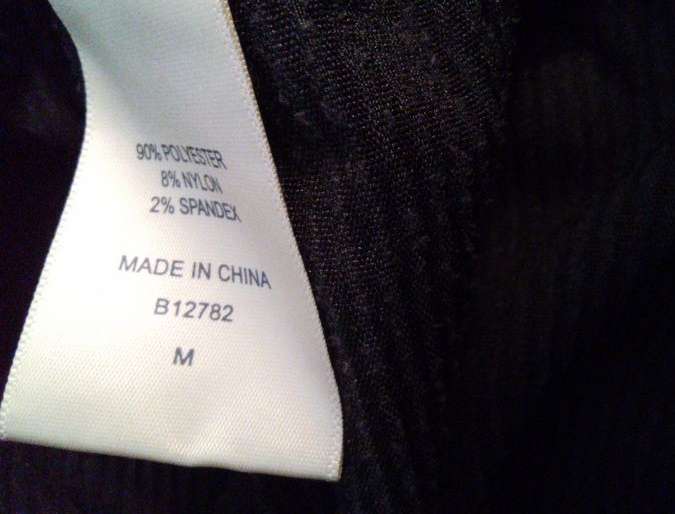 90% POLYESTER
8% NYLON
2% SPANDEX
MADE IN CHINA
B12782
M